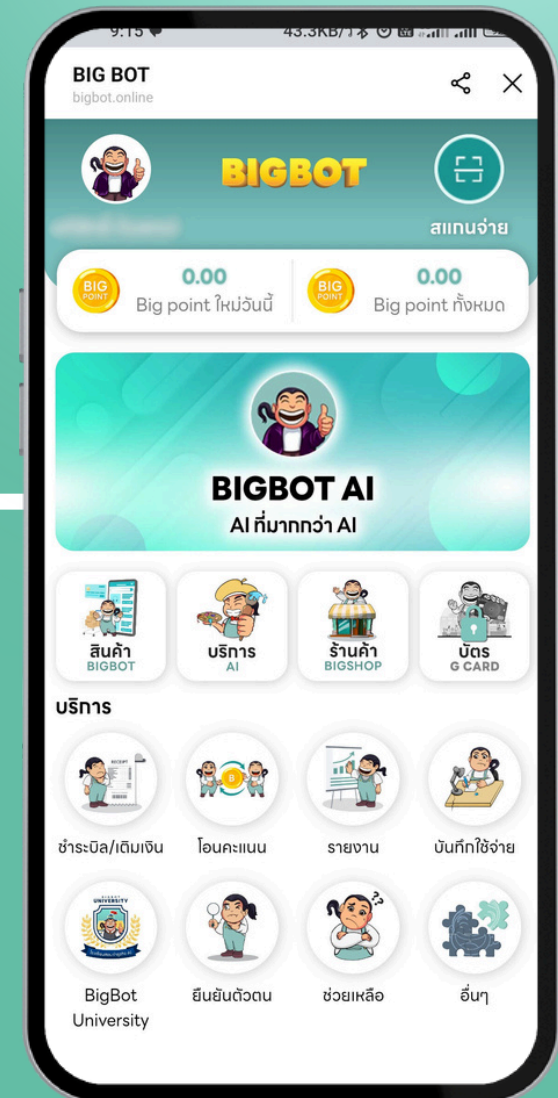 9:15
43.3KB/ว
BIG BOT
bigbot.online
BIGBOT
สแกนจ่าย
BIG POINT
0.00
Big point ใหม่วันนี้
BIG POINT
0.00
Big point ทั้งหมด
BIGBOT AI
AI ที่มากกว่า AI
สินค้า
BIGBOT
บริการ
AI
ร้านค้า
BIGSHOP
บัตร
G CARD
บริการ
RECEIPT
ชำระบิล/เติมเงิน
โอนคะแนน
รายงาน
บันทึกใช้จ่าย
BIGBOT
UNIVERSITY
BigBot
University
ยืนยันตัวตน
??
ช่วยเหลือ
อื่นๆ